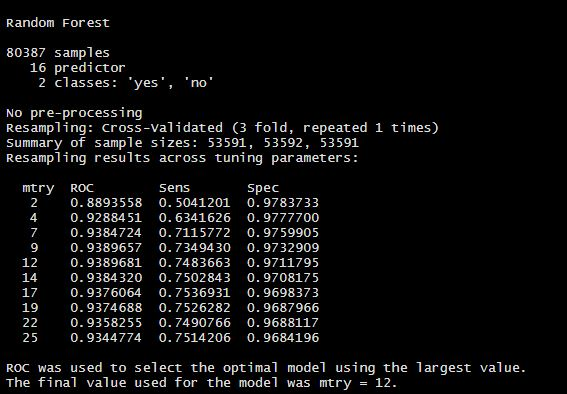 Random Forest
80387 samples
16 predictor
2 classes: 'yes', 'no'
No pre-processing
Resampling: Cross-Validated (3 fold, repeated 1 times)
Summary of sample sizes: 53591, 53592, 53591
Resampling results across tuning parameters:
mtry ROC Sens Spec
2 0.8893558 0.5041201 0.9783733
4 0.9288451 0.6341626 0.9777700
7 0.9384724 0.7115772 0.9759905
9 0.9389657 0.7349430 0.9732909
12 0.9389681 0.7483663 0.9711795
14 0.9384320 0.7502843 0.9708175
17 0.9376064 0.7536931 0.9698373
19 0.9374688 0.7526282 0.9687966
22 0.9358255 0.7490766 0.9688117
25 0.9344774 0.7514206 0.9684196
ROC was used to select the optimal model using the largest value.
The final value used for the model was mtry = 12.